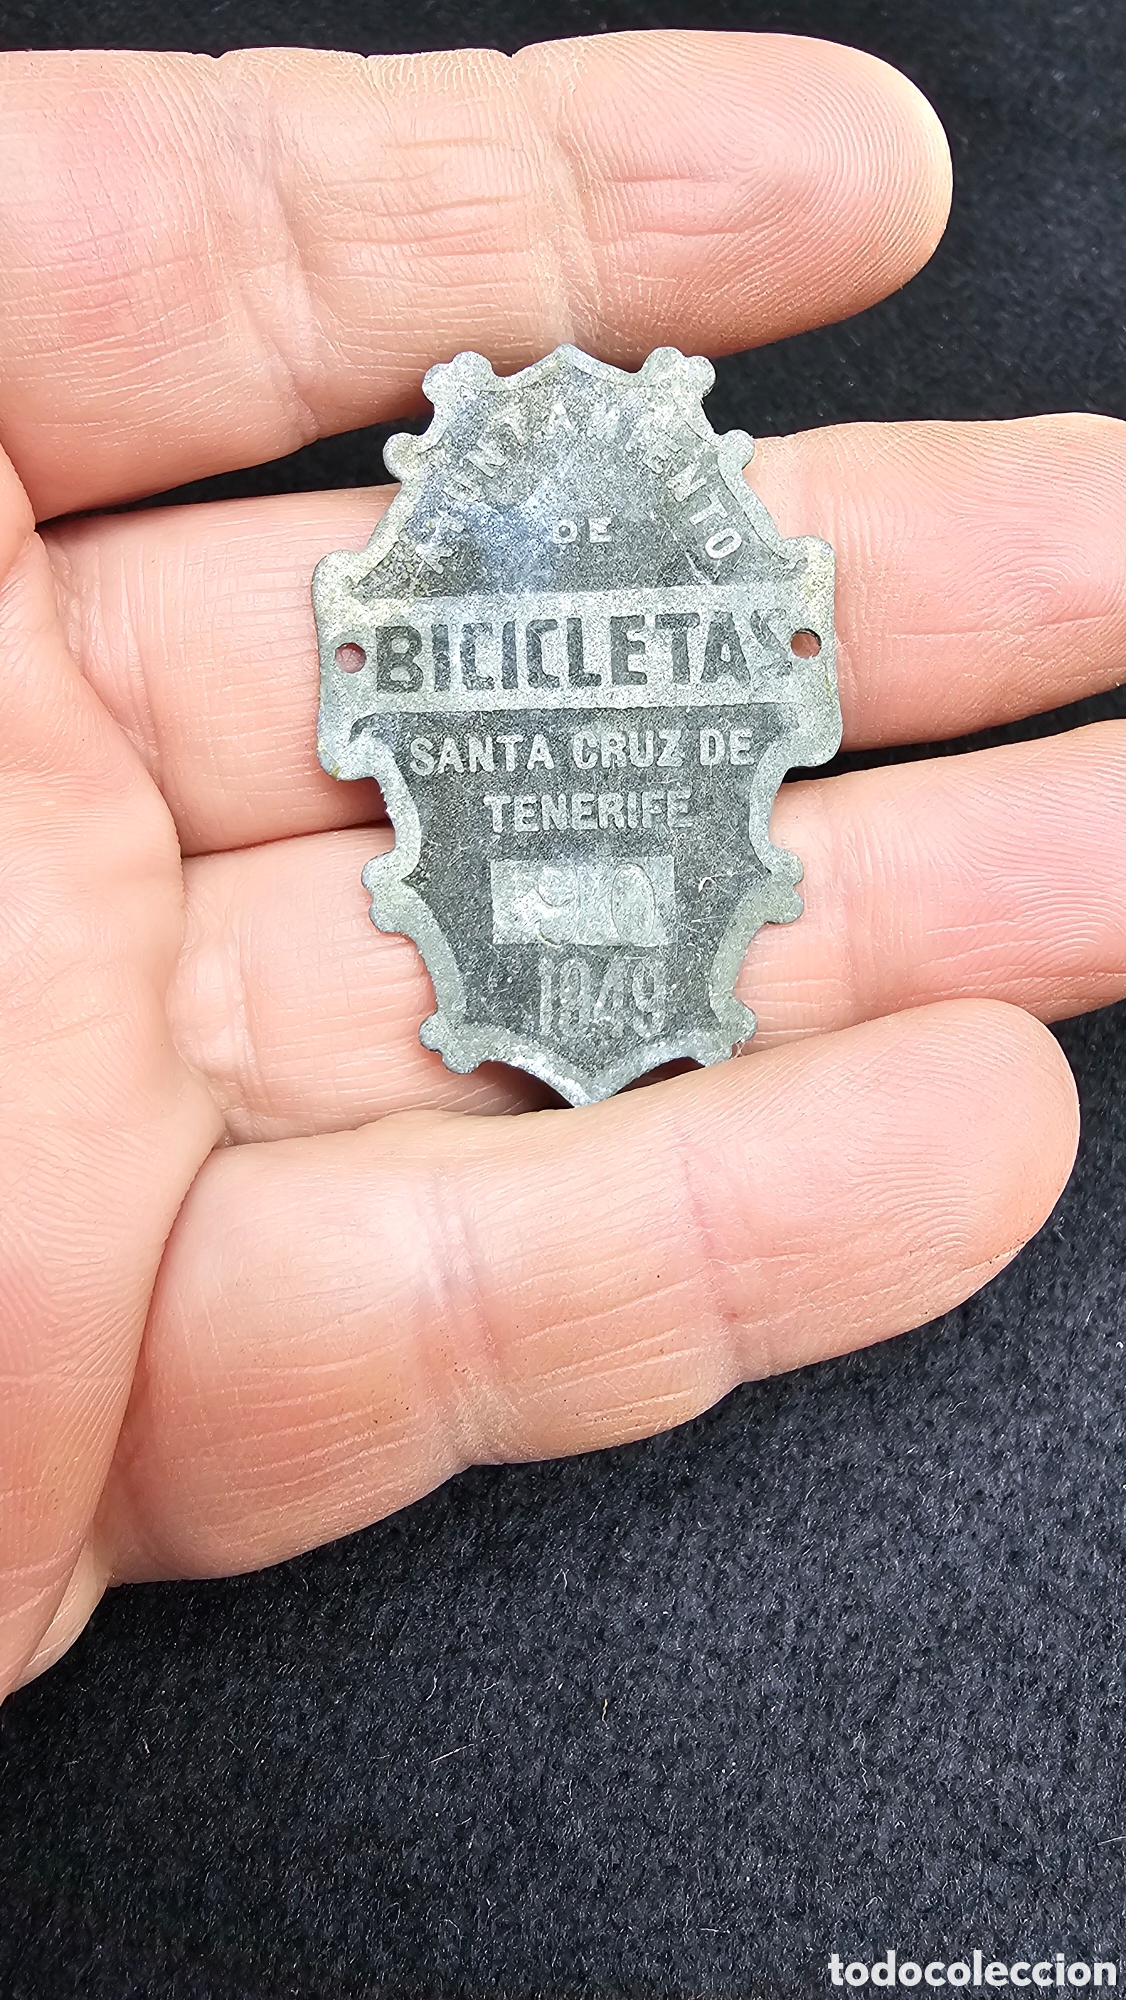 AYUNTAMIENTO
DE
BICICLETAS
SANTA CRUZ DE
TENERIFE
910
1949
todocoleccion